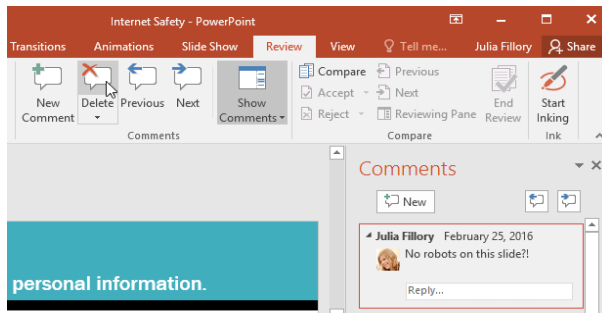 Internet Safety - PowerPoint
Transitions Animations Slide Show Review View Tell me... Julia Fillory Share
New Comment
Delete
Previous
Next
Show Comments
Comments
Compare
Accept
Reject
Previous
Next
Reviewing Pane
End Review
Compare
Start Inking
Ink
Comments
New
Julia Fillory February 25, 2016
No robots on this slide?!
Reply...
personal information.